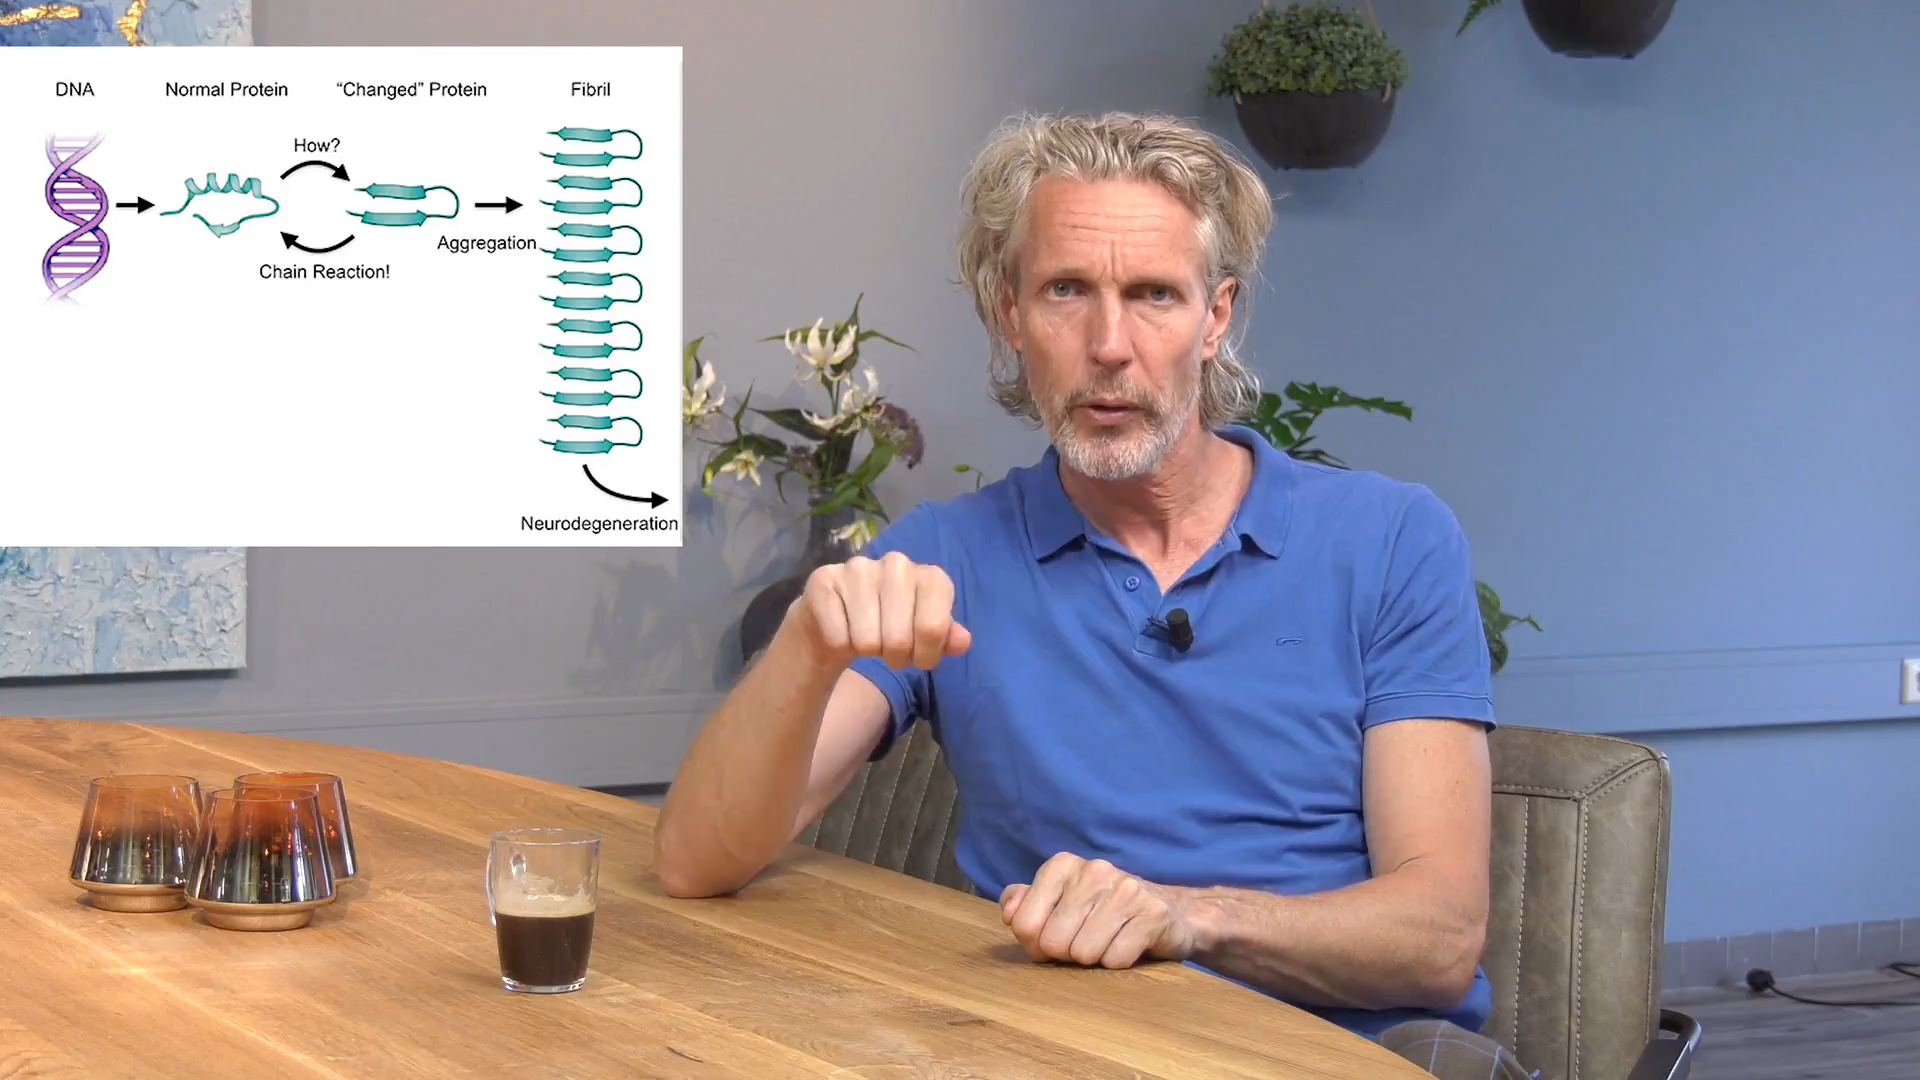 DNA
Normal Protein
“Changed” Protein
Fibril
How?
Aggregation
Chain Reaction!
Neurodegeneration